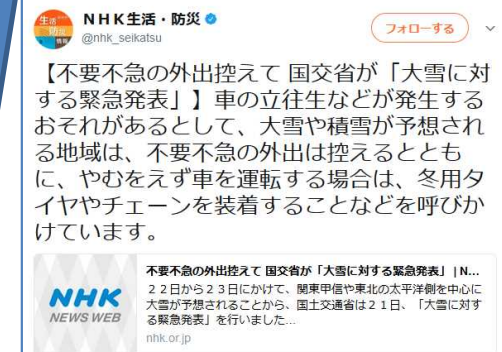 生活
防災
情報
NHK生活・防災
@nhk_seikatsu
フォローする
【不要不急の外出控えて 国交省が「大雪に対
する緊急発表」】車の立往生などが発生する
おそれがあるとして、大雪や積雪が予想され
る地域は、不要不急の外出は控えるととも
に、やむをえず車を運転する場合は、冬用タ
イヤやチェーンを装着することなどを呼びか
けています。
NHK
NEWS WEB
不要不急の外出控えて 国交省が「大雪に対する緊急発表」 | N...
２２日から２３日にかけて、関東甲信や東北の太平洋側を中心に
大雪が予想されることから、国土交通省は２１日、「大雪に対す
る緊急発表」を行いました...
nhk.or.jp